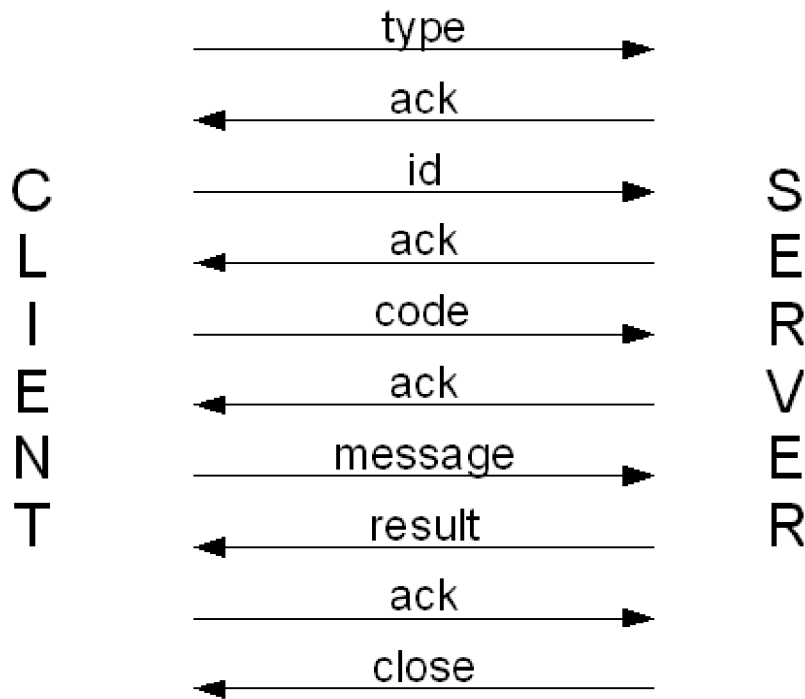 type
ack
id
ack
code
ack
message
result
ack
close
CLIENT
SERVER